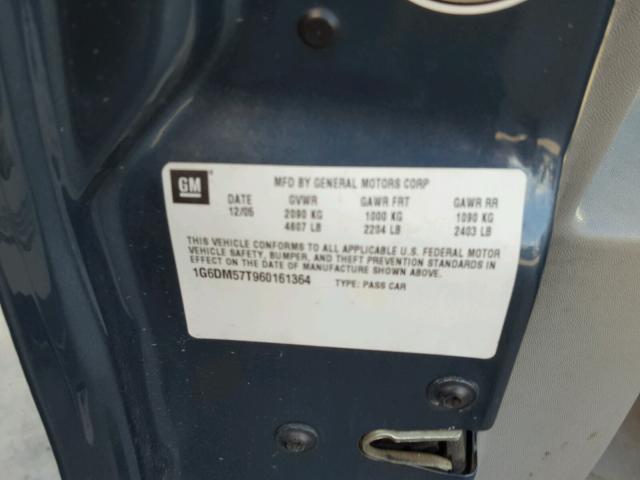 GM
MFD BY GENERAL MOTORS CORP
DATE GVWR GAWR FRT GAWR RR
12/05 2090 KG 1000 KG 1090 KG
4607 LB 2204 LB 2403 LB
THIS VEHICLE CONFORMS TO ALL APPLICABLE U.S. FEDERAL MOTOR
VEHICLE SAFETY, BUMPER, AND THEFT PREVENTION STANDARDS
IN EFFECT ON THE DATE OF MANUFACTURE SHOWN ABOVE.
1G6DM57T960161364 TYPE: PASS CAR